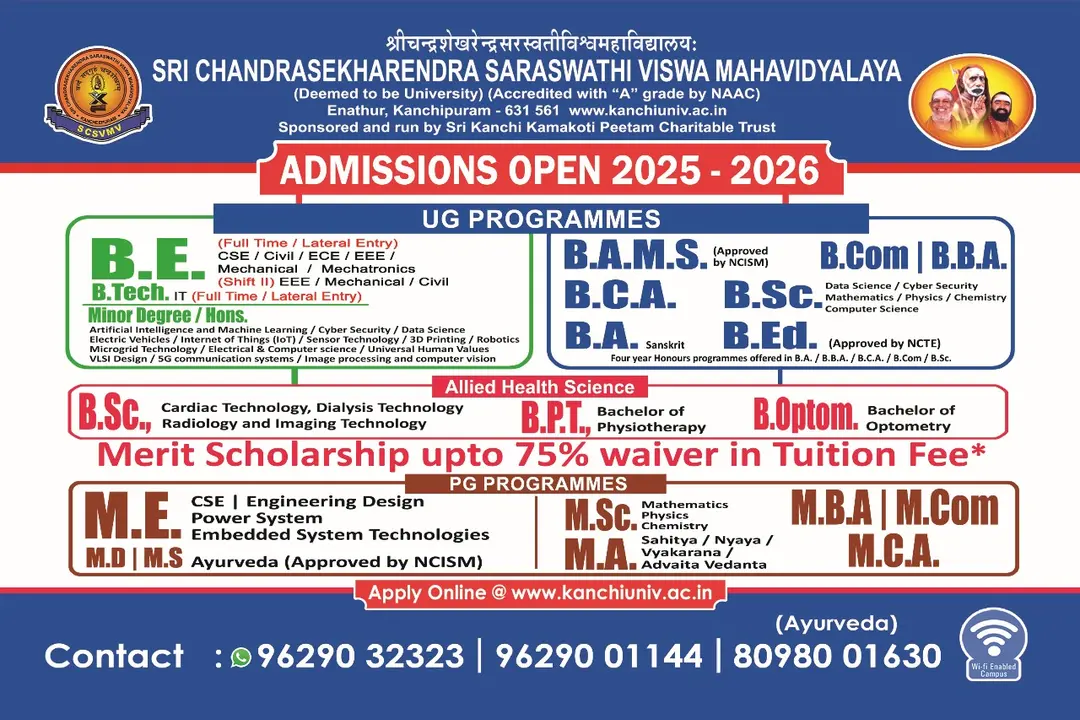 श्रीचन्द्रशेखरेन्द्रसरस्वतीविश्वमहाविद्यालय:
SRI CHANDRASEKHARENDRA SARASWATHI VISWA MAHAVIDYALAYA
(Deemed to be University) (Accredited with “A” grade by NAAC)
Enathur, Kanchipuram - 631 561 www.kanchiuniv.ac.in
Sponsored and run by Sri Kanchi Kamakoti Peetam Charitable Trust
SCSVMV
ADMISSIONS OPEN 2025 - 2026
UG PROGRAMMES
B.E. (Full Time / Lateral Entry)
CSE / Civil / ECE / EEE /
Mechanical / Mechatronics
(Shift II) EEE / Mechanical / Civil
B.Tech. IT (Full Time / Lateral Entry)
Minor Degree / Hons.
Artificial Intelligence and Machine Learning / Cyber Security / Data Science
Electric Vehicles / Internet of Things (IoT) / Sensor Technology / 3D Printing / Robotics
Microgrid Technology / Electrical & Computer science / Universal Human Values
VLSI Design / 5G communication systems / Image processing and computer vision
B.A.M.S. (Approved
by NCISM)
B.Com | B.B.A.
B.C.A.
B.Sc. Data Science / Cyber Security
Mathematics / Physics / Chemistry
Computer Science
B.A. Sanskrit
B.Ed. (Approved by NCTE)
Four year Honours programmes offered in B.A. / B.B.A. / B.C.A. / B.Com / B.Sc.
Allied Health Science
B.Sc., Cardiac Technology, Dialysis Technology
Radiology and Imaging Technology
B.P.T., Bachelor of
Physiotherapy
B.Optom. Bachelor of
Optometry
Merit Scholarship upto 75% waiver in Tuition Fee*
PG PROGRAMMES
M.E. CSE | Engineering Design
Power System
Embedded System Technologies
M.D | M.S Ayurveda (Approved by NCISM)
M.Sc. Mathematics
Physics
Chemistry
M.A. Sahitya / Nyaya /
Vyakarana /
Advaita Vedanta
M.B.A | M.Com
M.C.A.
Apply Online @ www.kanchiuniv.ac.in
(Ayurveda)
Contact : 96290 32323 | 96290 01144 | 80980 01630
Wi-fi Enabled
Campus